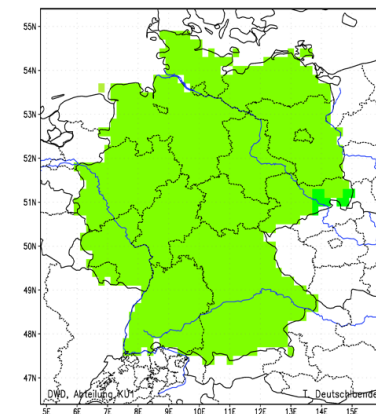 55N
54N
53N
52N
51N
50N
49N
48N
47N
5E 6E 7E 8E 9E 10E 11E 12E 13E 14E 15E
DWD, Abteilung KU1 T. Deutschlaender